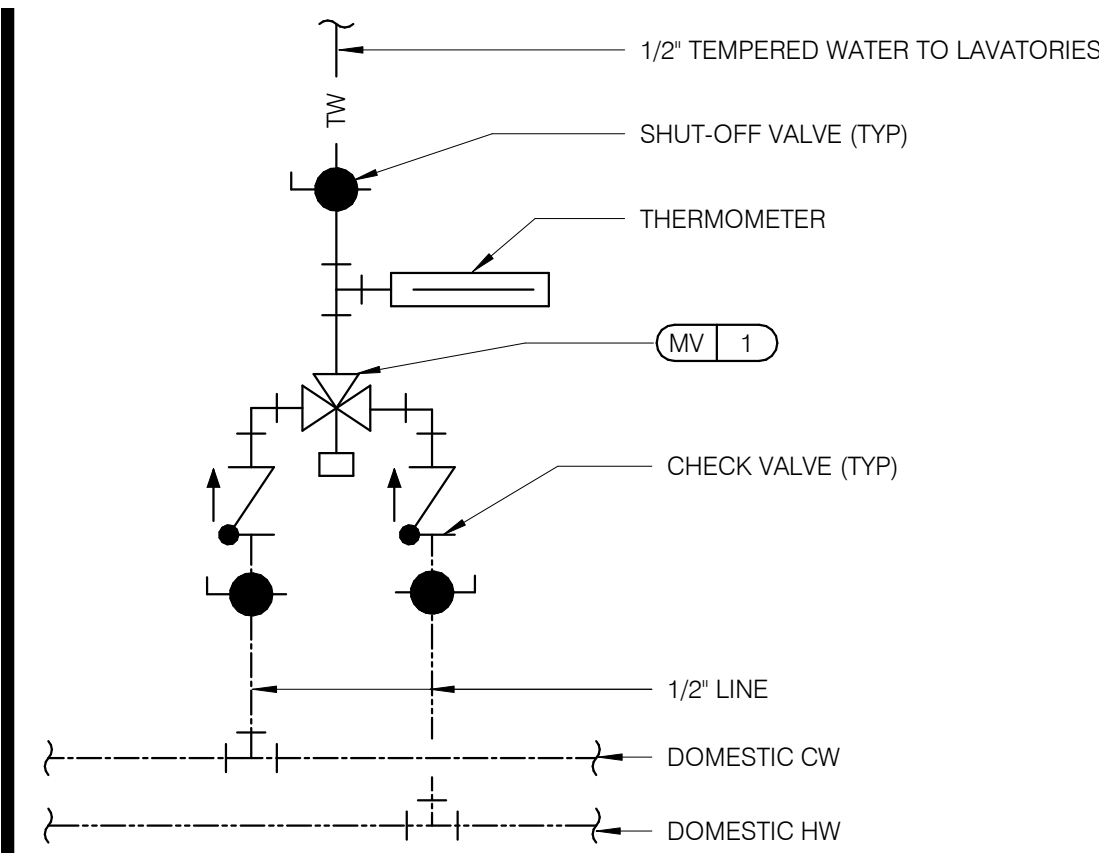 1/2" TEMPERED WATER TO LAVATORIES
TW
SHUT-OFF VALVE (TYP)
THERMOMETER
MV 1
CHECK VALVE (TYP)
1/2" LINE
DOMESTIC CW
DOMESTIC HW